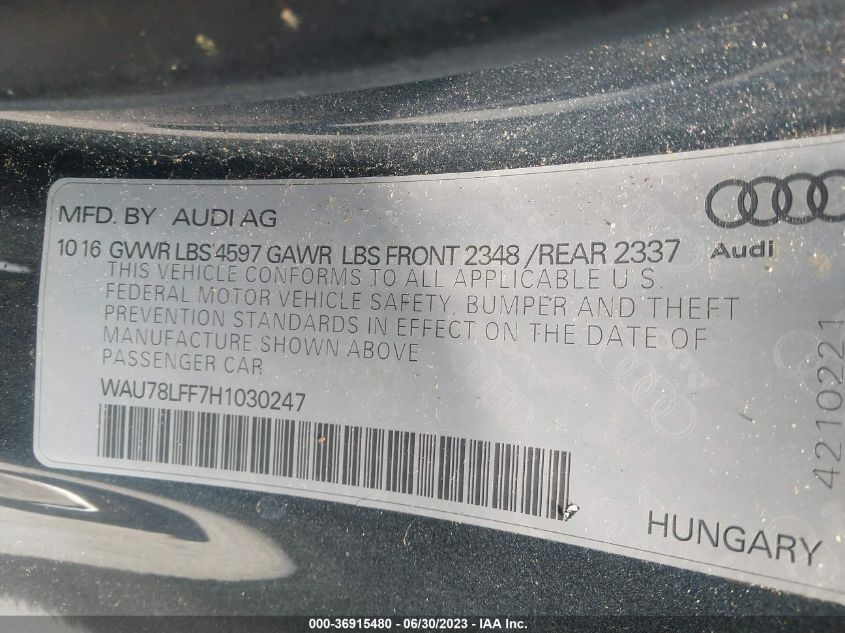 MFD. BY AUDI AG
10 16 GVWR LBS 4597 GAWR LBS FRONT 2348 /REAR 2337
Audi
THIS VEHICLE CONFORMS TO ALL APPLICABLE U.S.
FEDERAL MOTOR VEHICLE SAFETY, BUMPER AND THEFT
PREVENTION STANDARDS IN EFFECT ON THE DATE OF
MANUFACTURE SHOWN ABOVE
PASSENGER CAR
WAU78LFF7H1030247
4210221
HUNGARY
000-36915480 - 06/30/2023 - IAA Inc.